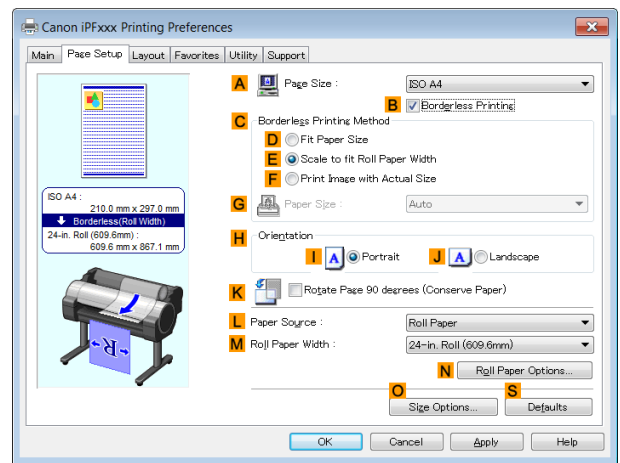 Canon iPFxxx Printing Preferences
Main Page Setup Layout Favorites Utility Support
A Page Size : ISO A4
B Borderless Printing
C Borderless Printing Method
D Fit Paper Size
E Scale to fit Roll Paper Width
F Print Image with Actual Size
G Paper Size : Auto
ISO A4 :
210.0 mm x 297.0 mm
Borderless(Roll Width)
24-in. Roll (609.6mm) :
609.6 mm x 867.1 mm
H Orientation
I A Portrait J A Landscape
K Rotate Page 90 degrees (Conserve Paper)
L Paper Source : Roll Paper
M Roll Paper Width : 24-in. Roll (609.6mm)
R
N Roll Paper Options...
O S
Size Options... Defaults
OK Cancel Apply Help